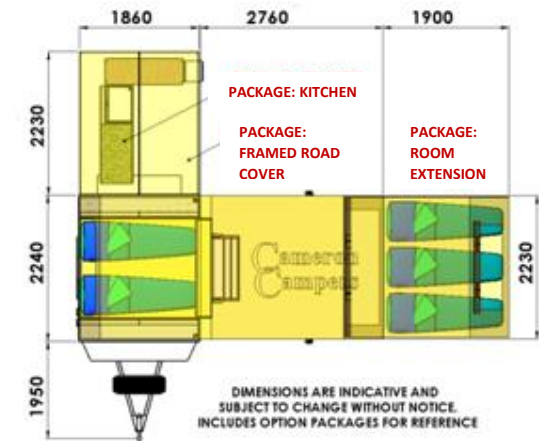 1860
2760
1900
2230
PACKAGE: KITCHEN
PACKAGE:
FRAMED ROAD
COVER
PACKAGE:
ROOM
EXTENSION
2240
Cameron
Campers
2230
1950
DIMENSIONS ARE INDICATIVE AND
SUBJECT TO CHANGE WITHOUT NOTICE.
INCLUDES OPTION PACKAGES FOR REFERENCE